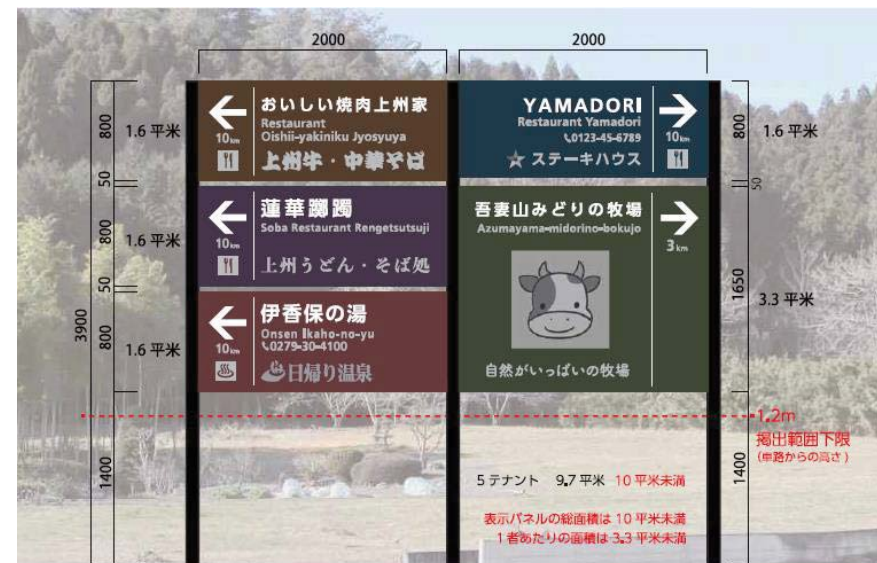 2000
2000
800
1.6 平米
50
800
1.6 平米
50
800
1.6 平米
3900
1400
10km
おいしい焼肉上州家
Restaurant
Oishii-yakiniku Jyosyuya
上州牛・中華そば
10km
蓮華躑躅
Soba Restaurant Rengetsutsuji
上州うどん・そば処
10km
伊香保の湯
Onsen Ikaho-no-yu
0279-30-4100
日帰り温泉
YAMADORI
Restaurant Yamadori
0123-45-6789
ステーキハウス
10km
吾妻山みどりの牧場
Azumayama-midorino-bokujo
3km
自然がいっぱいの牧場
800
1.6 平米
50
1650
3.3 平米
1.2m
掲出範囲下限
(車路からの高さ)
1400
5テナント 9.7平米 10平米未満
表示パネルの総面積は10平米未満
1者あたりの面積は3.3平米未満